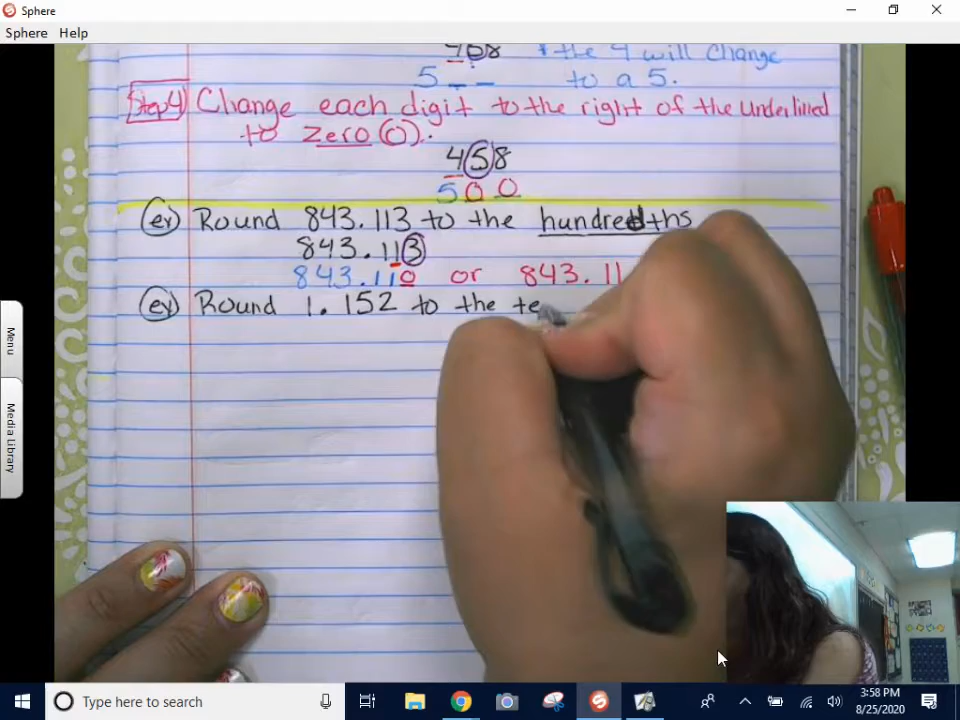 Sphere
Sphere Help
408 the 4 will change
5 _ _ to a 5.
Step 4 Change each digit to the right of the underlined
to zero (0).
458
500
ex Round 843.113 to the hundredths
843.113
843.110 or 843.11
ex Round 1.152 to the te
Menu
Media Library
Type here to search
3:58 PM
8/25/2020